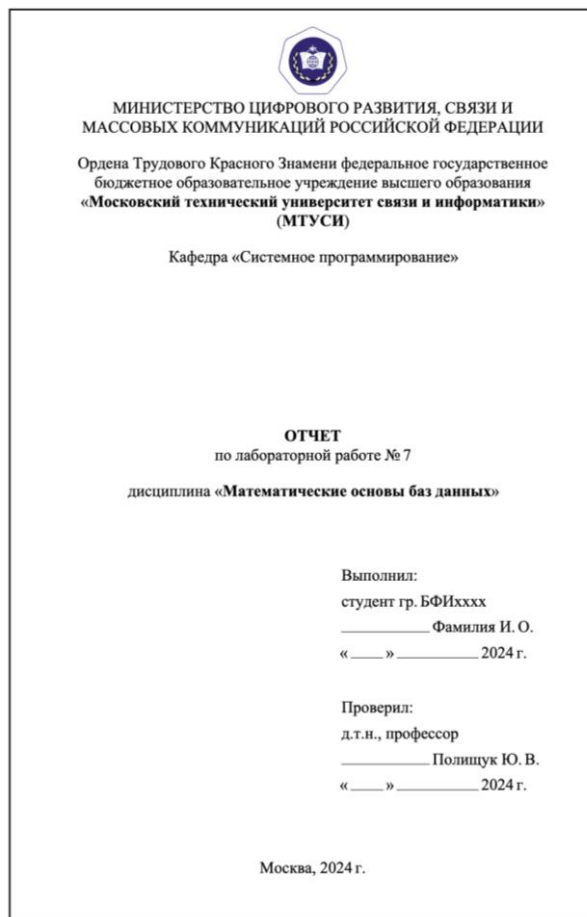 МИНИСТЕРСТВО ЦИФРОВОГО РАЗВИТИЯ, СВЯЗИ И
МАССОВЫХ КОММУНИКАЦИЙ РОССИЙСКОЙ ФЕДЕРАЦИИ
Ордена Трудового Красного Знамени федеральное государственное
бюджетное образовательное учреждение высшего образования
«Московский технический университет связи и информатики»
(МТУСИ)
Кафедра «Системное программирование»
ОТЧЕТ
по лабораторной работе № 7
дисциплина «Математические основы баз данных»
Выполнил:
студент гр. БФИхххх
___________ Фамилия И. О.
« ____ » __________ 2024 г.
Проверил:
д.т.н., профессор
___________ Полищук Ю. В.
« ____ » __________ 2024 г.
Москва, 2024 г.